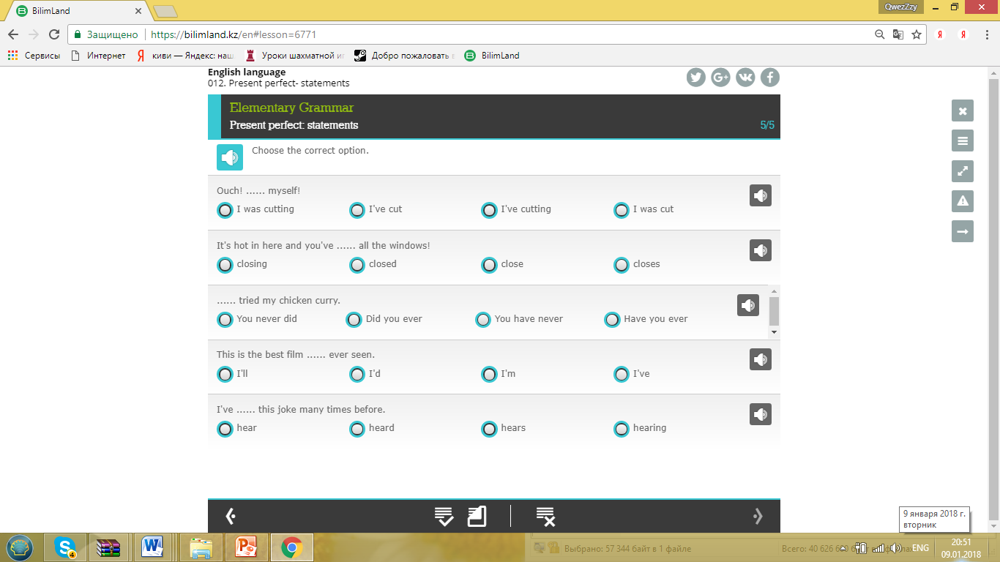 BilimLand
QwezZzy
Защищено https://bilimland.kz/en#lesson=6771
Сервисы Интернет киви — Яндекс: наш Уроки шахматной иг Добро пожаловать в BilimLand
English language
012. Present perfect- statements
Elementary Grammar
Present perfect: statements 5/5
Choose the correct option.
Ouch! ...... myself!
I was cutting I've cut I've cutting I was cut
It's hot in here and you've ...... all the windows!
closing closed close closes
...... tried my chicken curry.
You never did Did you ever You have never Have you ever
This is the best film ...... ever seen.
I'll I'd I'm I've
I've ...... this joke many times before.
hear heard hears hearing
9 января 2018 г.
вторник
Выбрано: 57 344 байт в 1 файле Всего: 40 626
ENG
20:51
09.01.2018